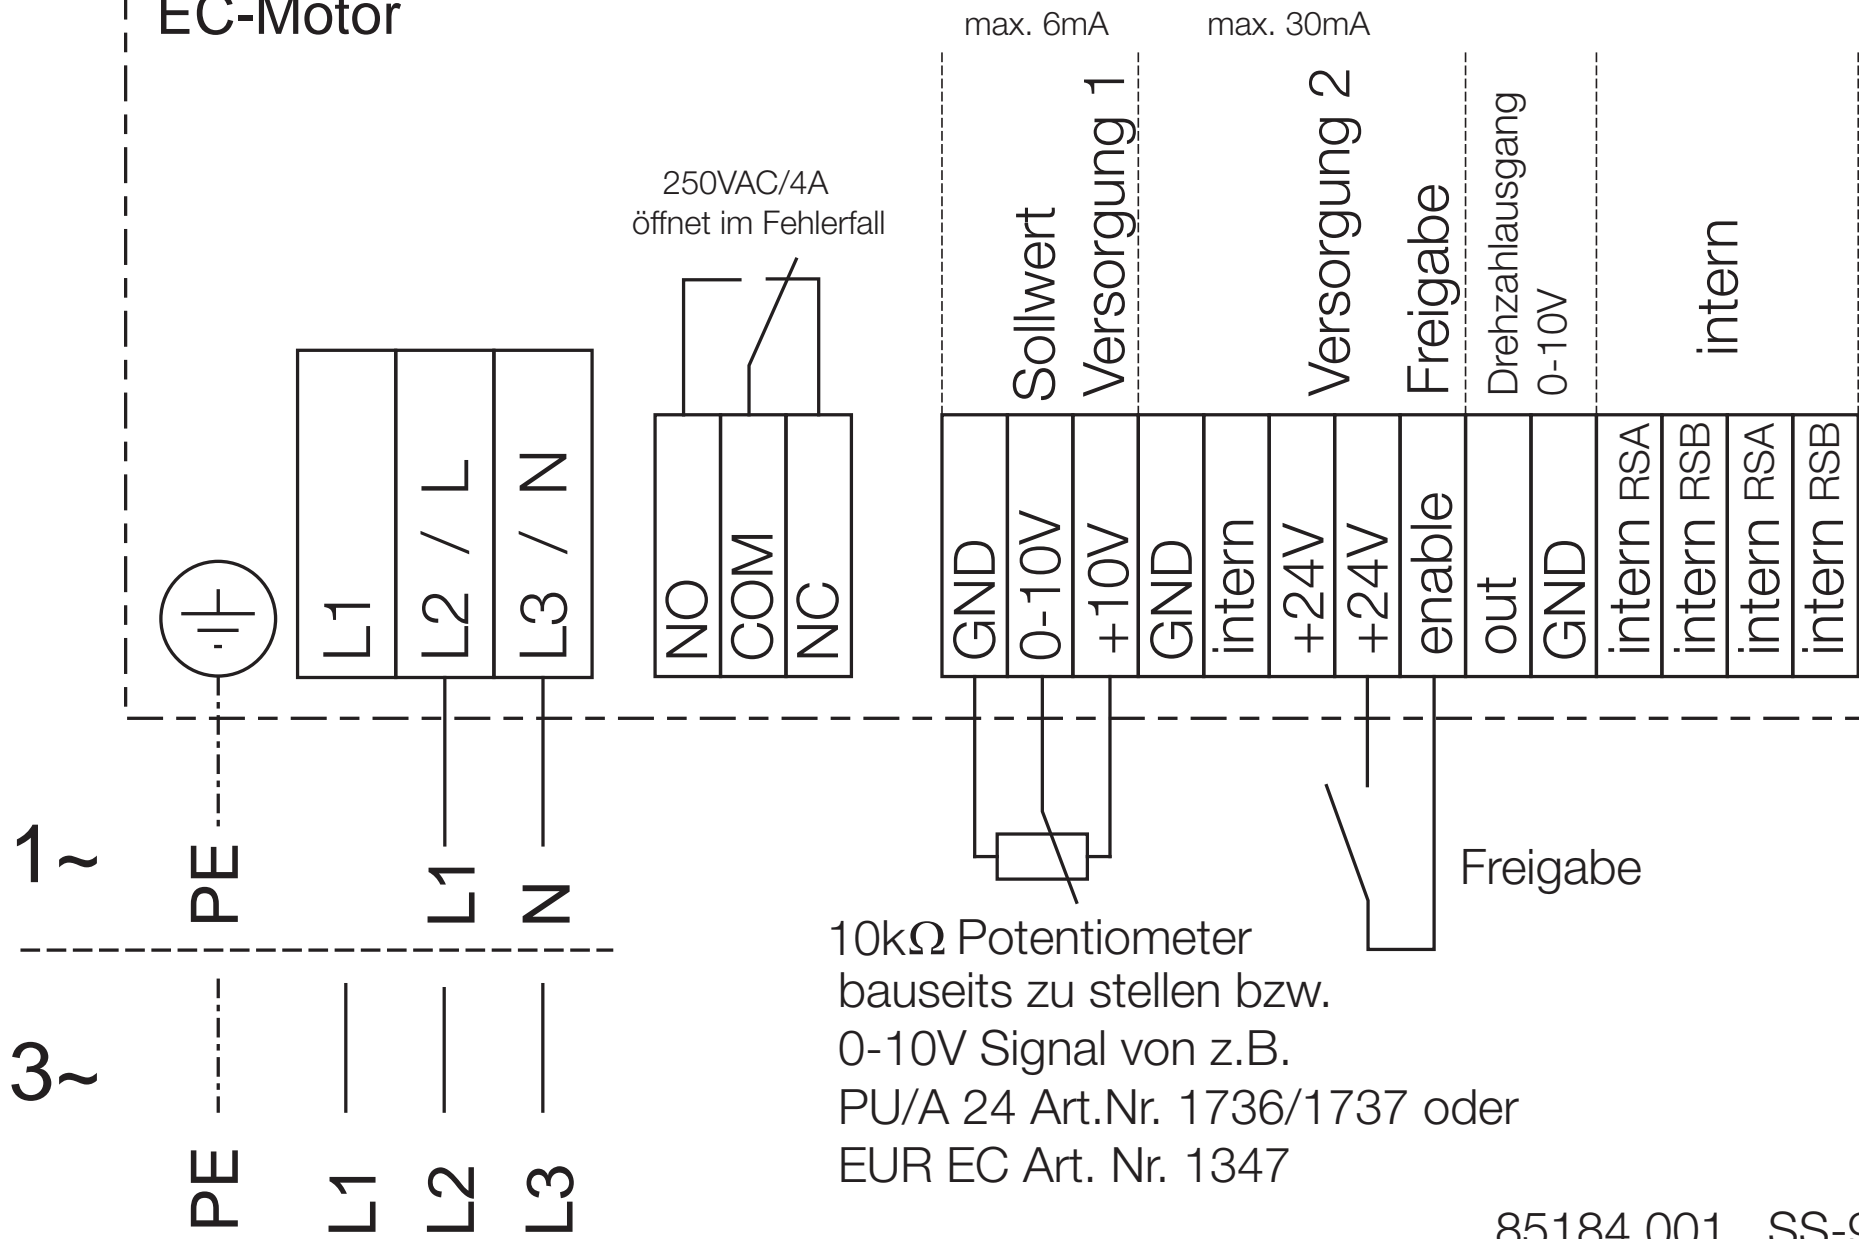 EC-Motor
max. 6mA
max. 30mA
250VAC/4A
öffnet im Fehlerfall
Sollwert
Versorgung 1
Versorgung 2
Freigabe
Drehzahlausgang
0-10V
intern
L1
L2 / L
L3 / N
NO
COM
NC
GND
0-10V
+10V
GND
intern
+24V
+24V
enable
out
GND
intern RSA
intern RSB
intern RSA
intern RSB
1~
PE
L1
N
Freigabe
10kΩ Potentiometer
bauseits zu stellen bzw.
0-10V Signal von z.B.
PU/A 24 Art.Nr. 1736/1737 oder
EUR EC Art. Nr. 1347
3~
PE
L1
L2
L3
85184 001 SS-9